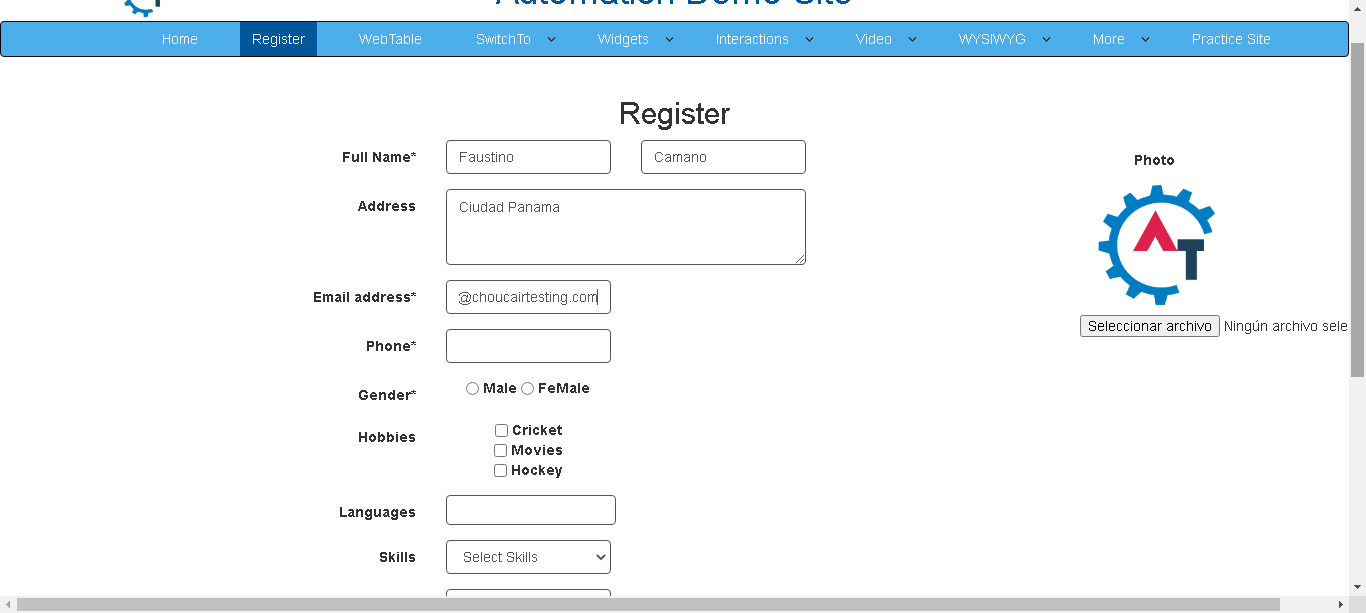 Automation Demo Site
Home Register WebTable SwitchTo Widgets Interactions Video WYSIWYG More Practice Site
Register
Full Name* Faustino Camano
Photo
Address Ciudad Panama
AT
Email address* @choucairtesting.com
Seleccionar archivo Ningún archivo sele
Phone*
Gender* Male FeMale
Hobbies Cricket
Movies
Hockey
Languages
Skills Select Skills